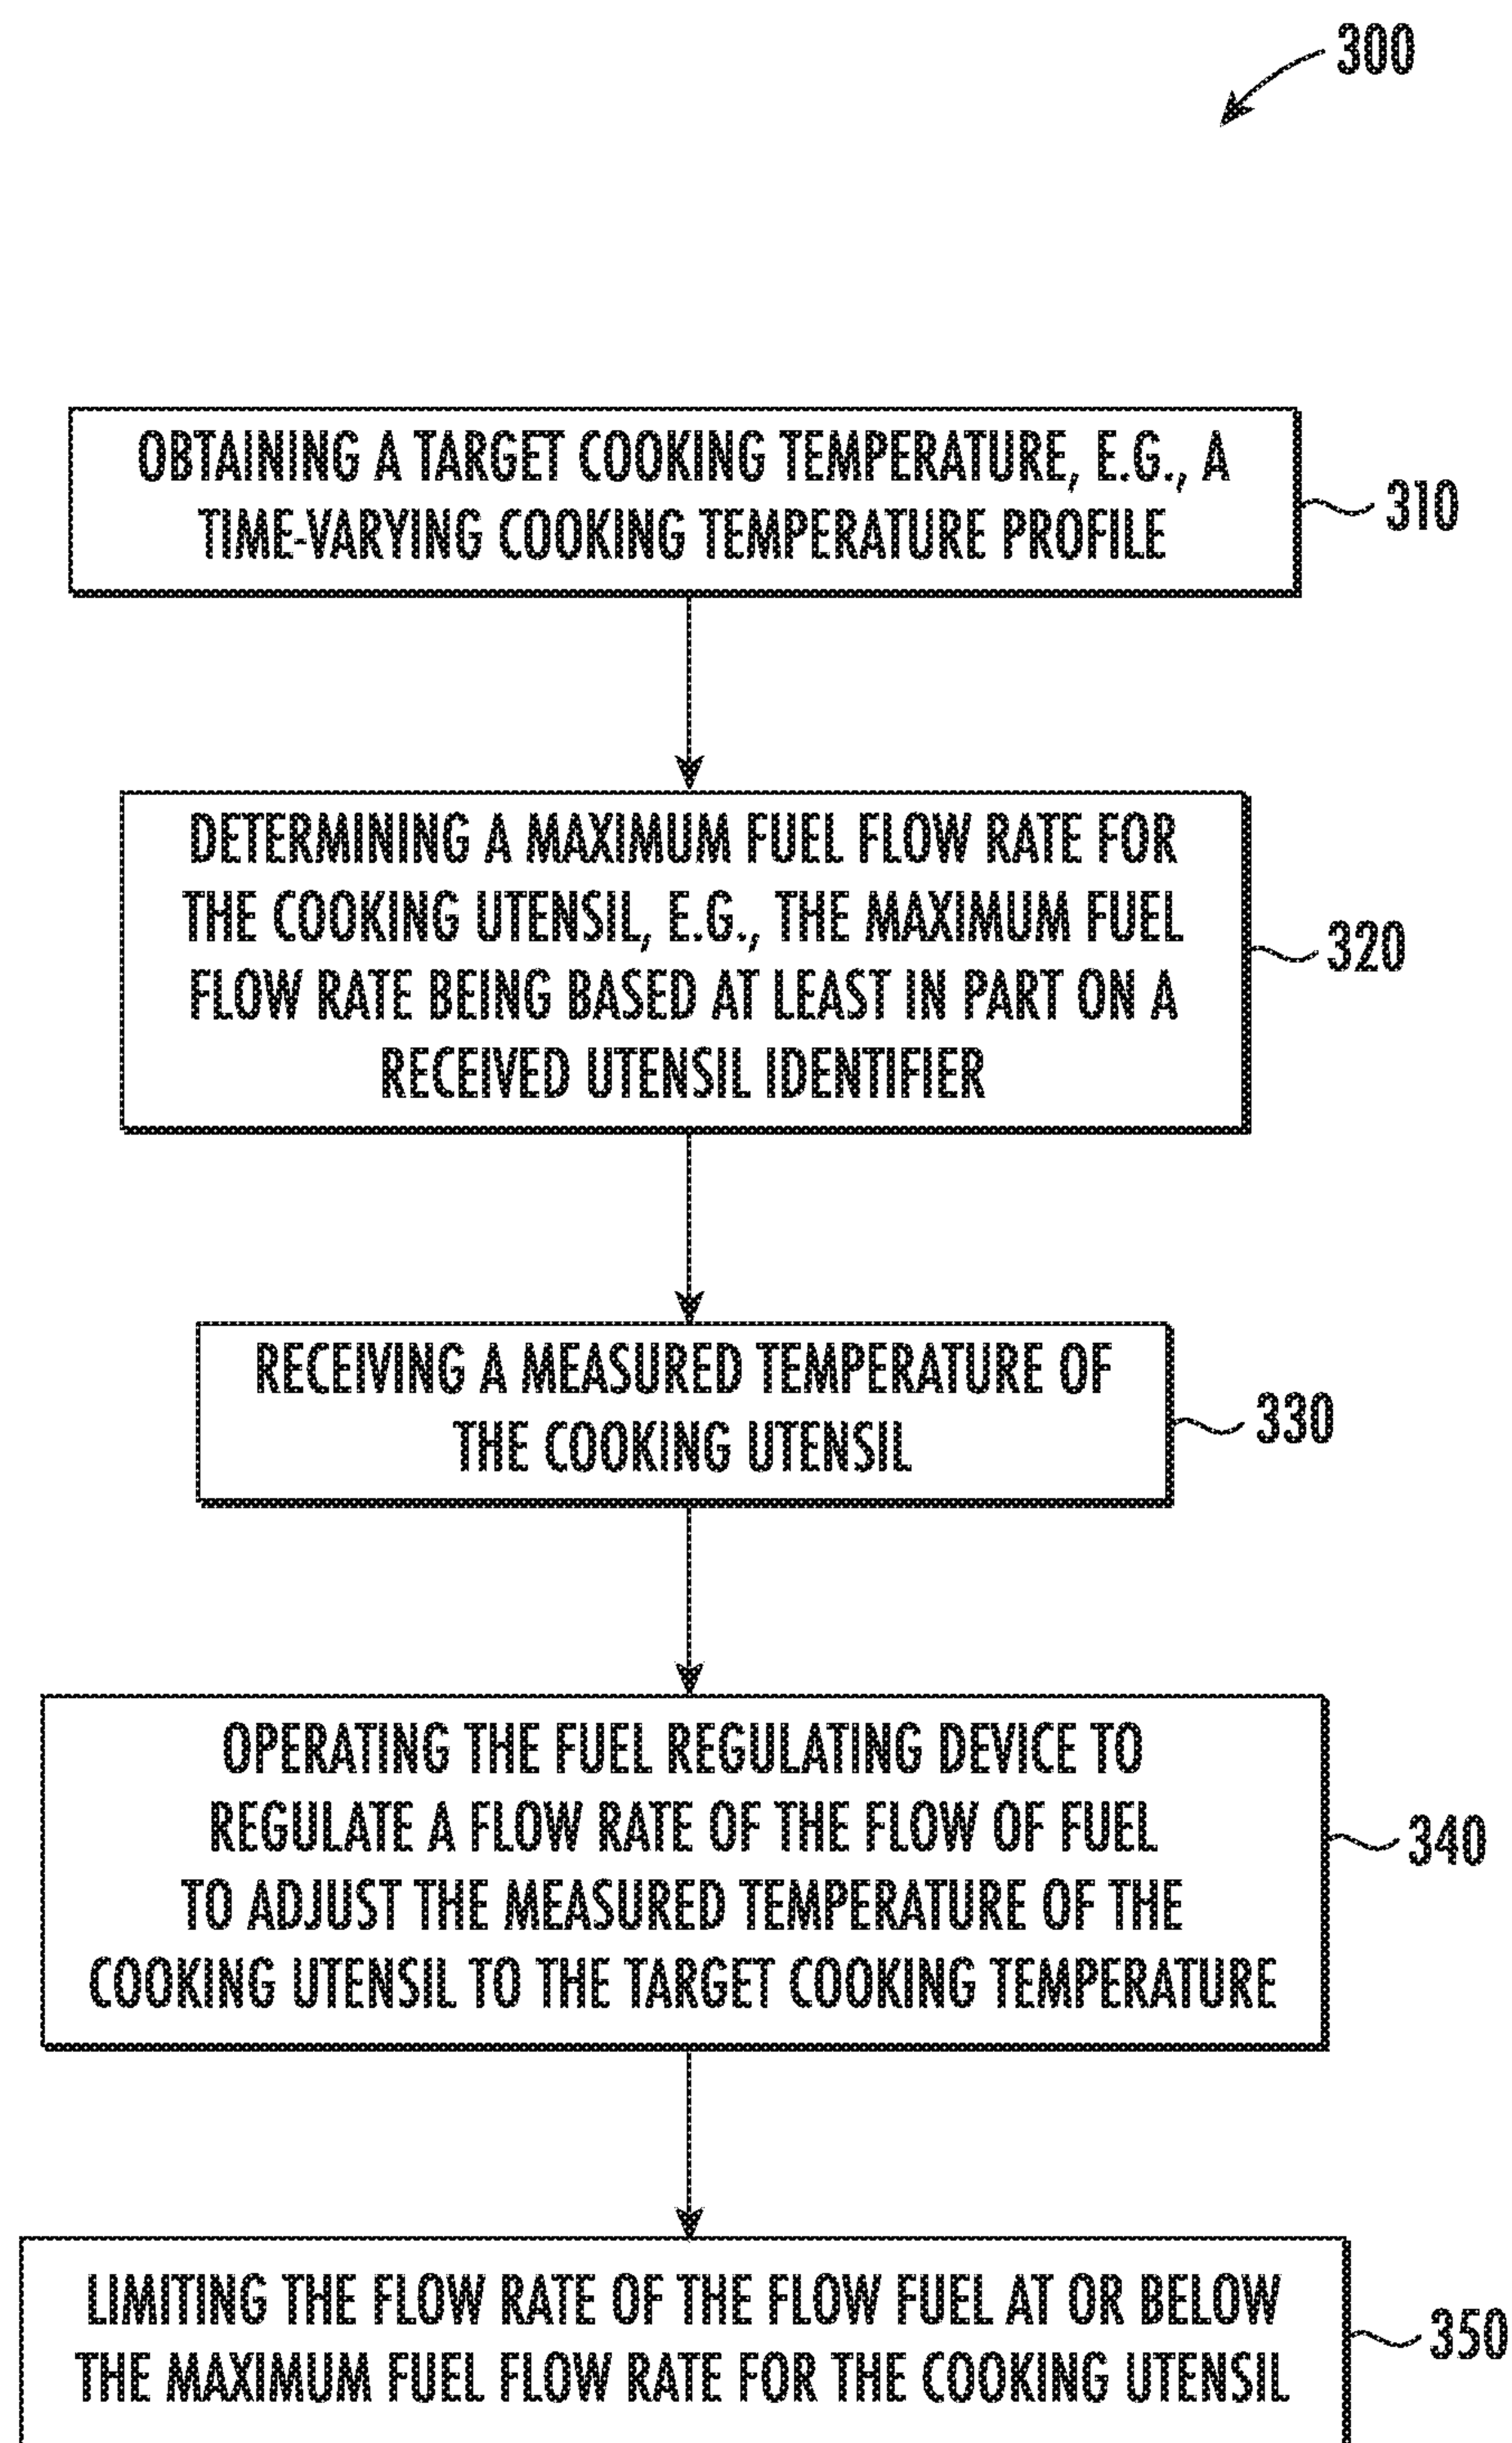 300
OBTAINING A TARGET COOKING TEMPERATURE, E.G., A
TIME-VARYING COOKING TEMPERATURE PROFILE
310
DETERMINING A MAXIMUM FUEL FLOW RATE FOR
THE COOKING UTENSIL, E.G., THE MAXIMUM FUEL
FLOW RATE BEING BASED AT LEAST IN PART ON A
RECEIVED UTENSIL IDENTIFIER
320
RECEIVING A MEASURED TEMPERATURE OF
THE COOKING UTENSIL
330
OPERATING THE FUEL REGULATING DEVICE TO
REGULATE A FLOW RATE OF THE FLOW OF FUEL
TO ADJUST THE MEASURED TEMPERATURE OF THE
COOKING UTENSIL TO THE TARGET COOKING TEMPERATURE
340
LIMITING THE FLOW RATE OF THE FLOW FUEL AT OR BELOW
THE MAXIMUM FUEL FLOW RATE FOR THE COOKING UTENSIL
350